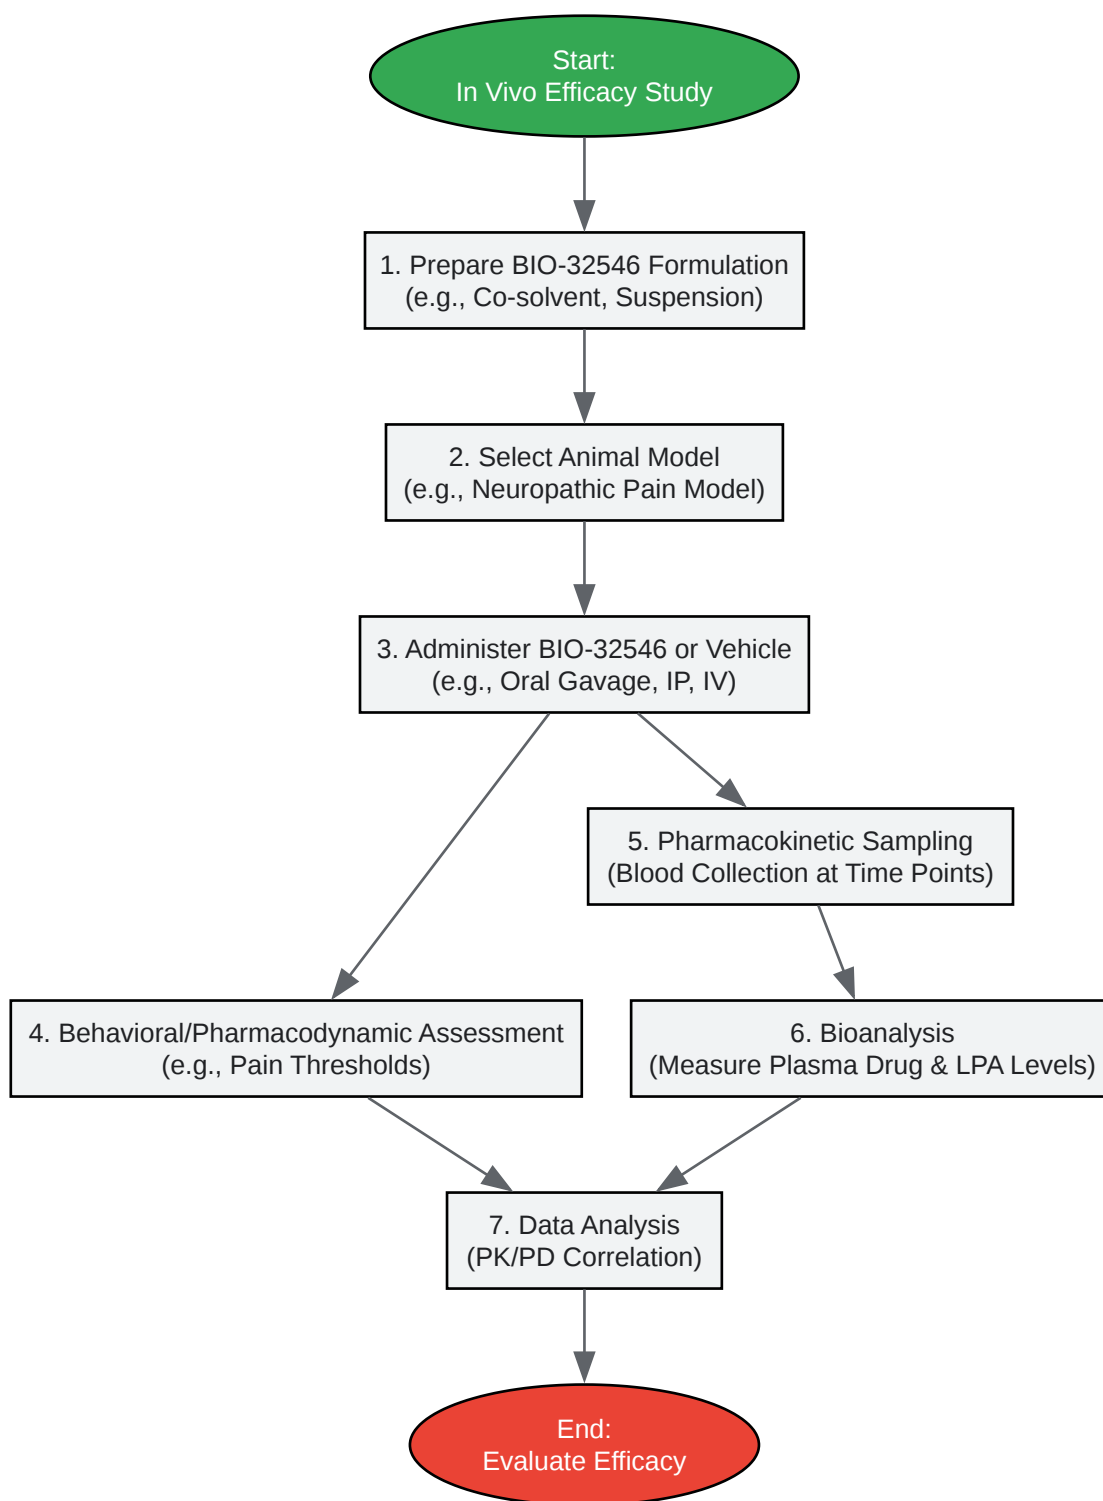 Start:
In Vivo Efficacy Study
1. Prepare BIO-32546 Formulation
(e.g., Co-solvent, Suspension)
2. Select Animal Model
(e.g., Neuropathic Pain Model)
3. Administer BIO-32546 or Vehicle
(e.g., Oral Gavage, IP, IV)
5. Pharmacokinetic Sampling
(Blood Collection at Time Points)
4. Behavioral/Pharmacodynamic Assessment
(e.g., Pain Thresholds)
6. Bioanalysis
(Measure Plasma Drug & LPA Levels)
7. Data Analysis
(PK/PD Correlation)
End:
Evaluate Efficacy